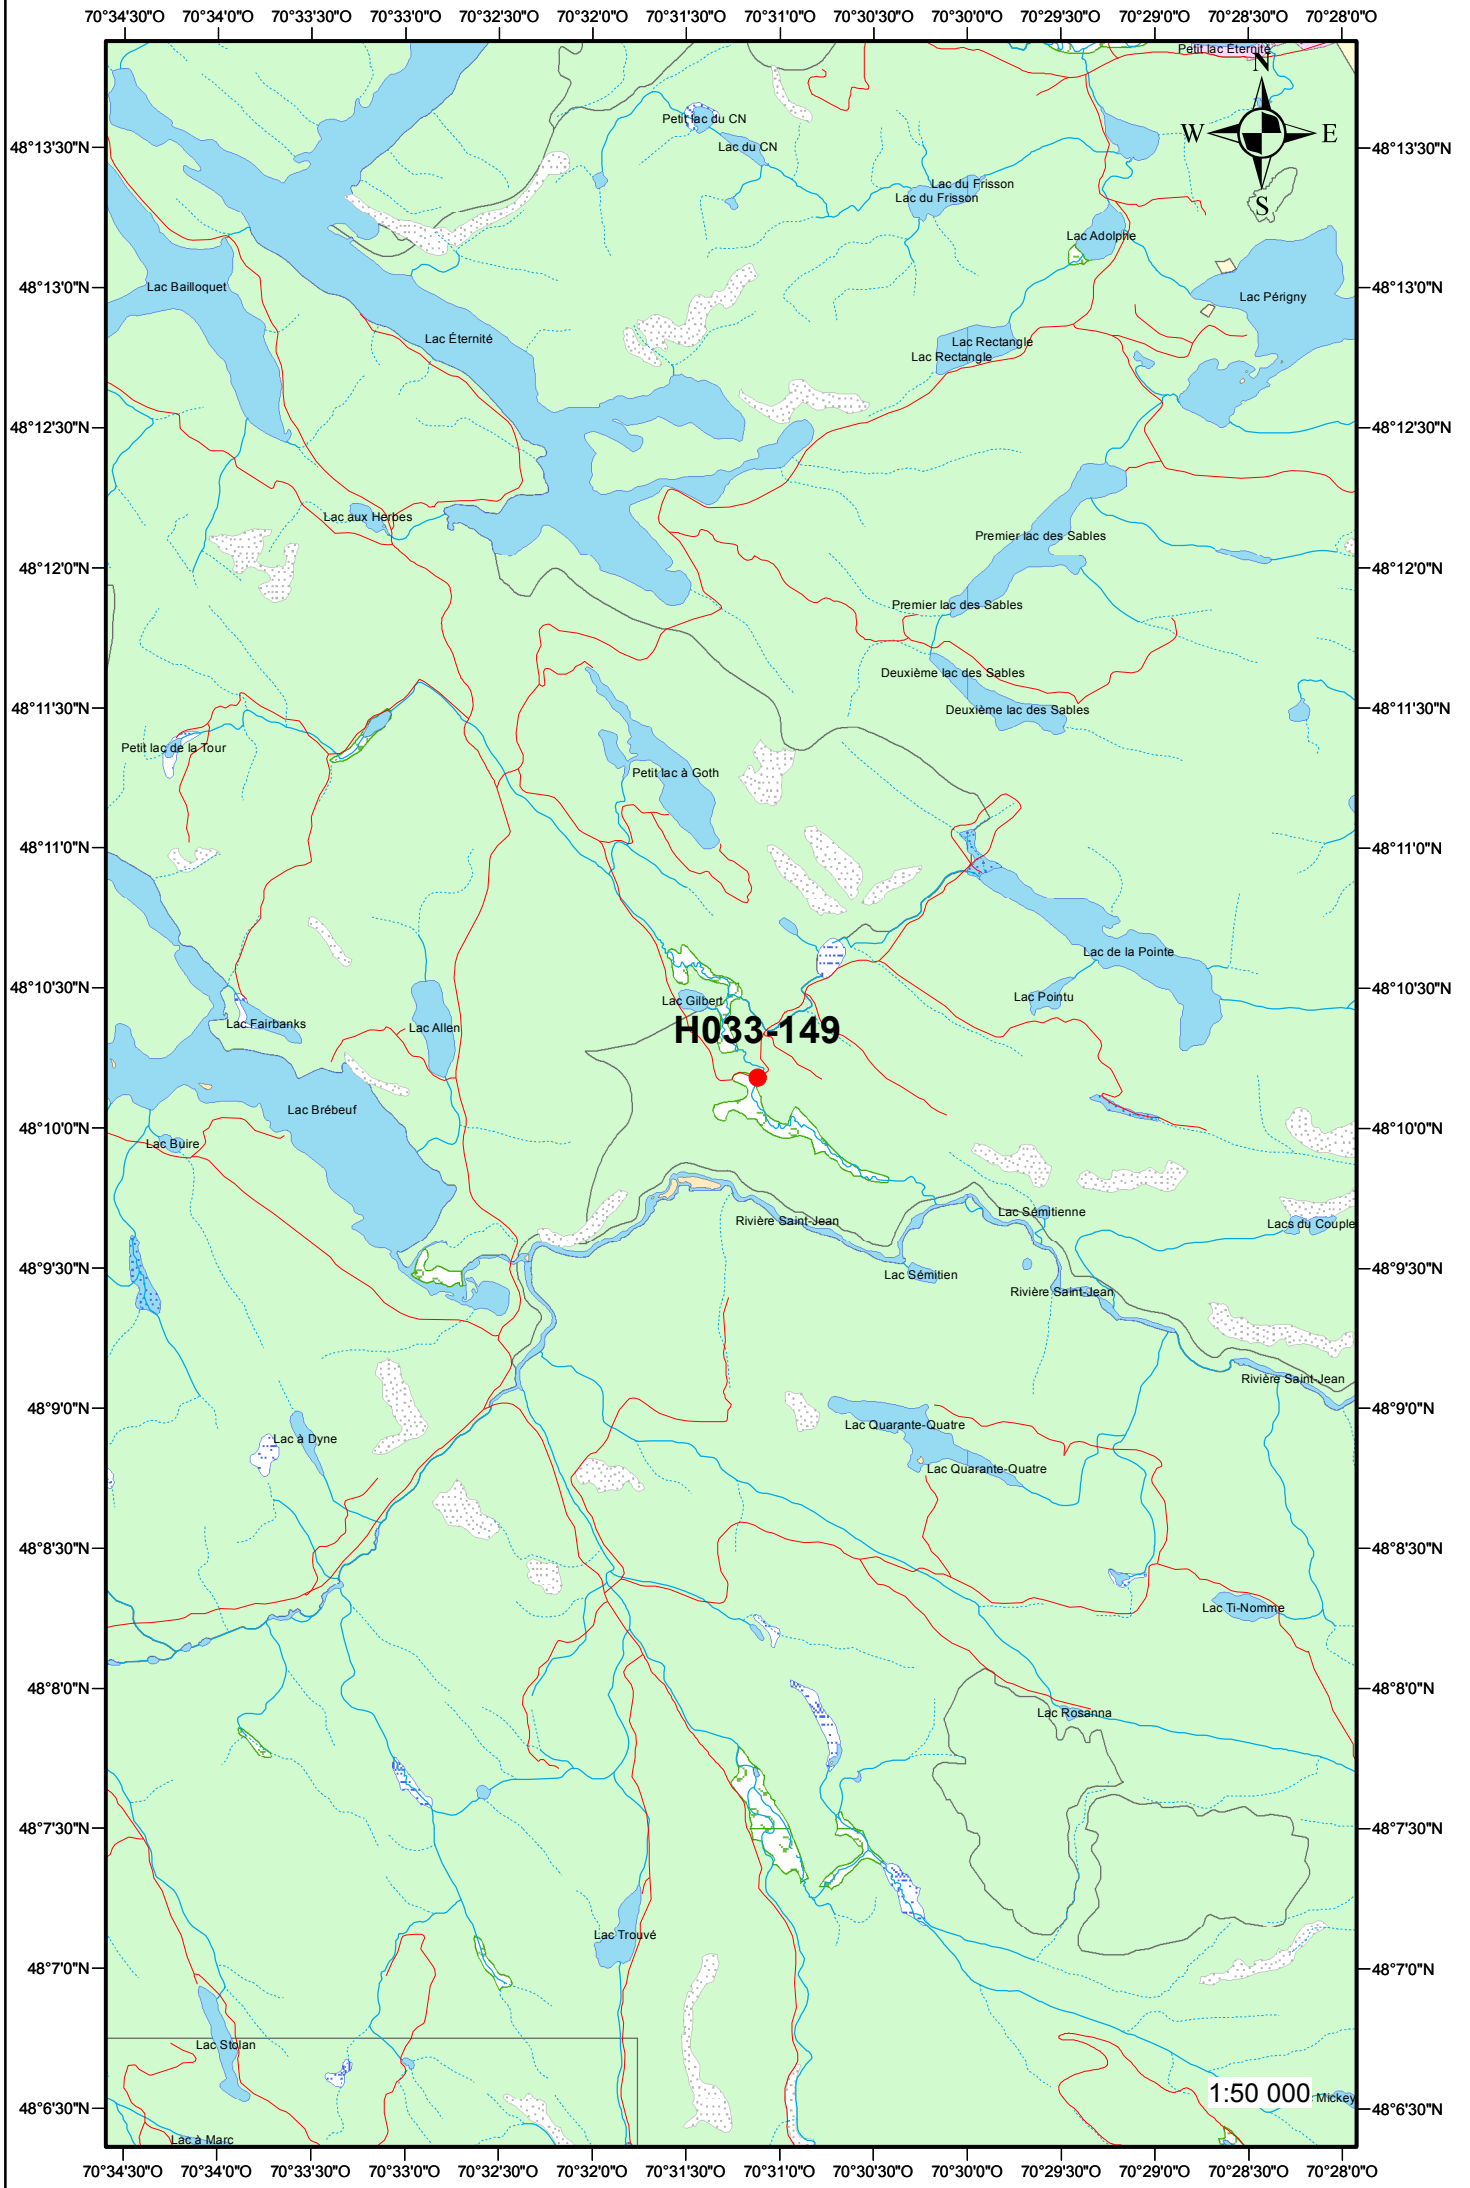 70°34'30"O 70°34'0"O 70°33'30"O 70°33'0"O 70°32'30"O 70°32'0"O 70°31'30"O 70°31'0"O 70°30'30"O 70°30'0"O 70°29'30"O 70°29'0"O 70°28'30"O 70°28'0"O
Petit lac Éternité
N
Petit lac du CN
W E
48°13'30"N Lac du CN 48°13'30"N
Lac du Frisson
Lac du Frisson
S
Lac Adolphe
48°13'0"N Lac Bailloquet 48°13'0"N
Lac Périgny
Lac Éternité
Lac Rectangle
Lac Rectangle
48°12'30"N 48°12'30"N
Lac aux Herbes
Premier lac des Sables
48°12'0"N 48°12'0"N
Premier lac des Sables
Deuxième lac des Sables
48°11'30"N Deuxième lac des Sables 48°11'30"N
Petit lac de la Tour
Petit lac à Goth
48°11'0"N 48°11'0"N
Lac de la Pointe
48°10'30"N 48°10'30"N
Lac Pointu
Lac Gilbert
Lac Fairbanks
Lac Allen
H033-149
Lac Brébeuf
48°10'0"N 48°10'0"N
Lac Buire
Lac Sémitienne
Rivière Saint-Jean
Lacs du Couple
48°9'30"N 48°9'30"N
Lac Sémitien
Rivière Saint-Jean
Rivière Saint-Jean
48°9'0"N 48°9'0"N
Lac Quarante-Quatre
Lac à Dyne
Lac Quarante-Quatre
48°8'30"N 48°8'30"N
Lac Ti-Nomme
48°8'0"N 48°8'0"N
Lac Rosanna
48°7'30"N 48°7'30"N
Lac Trouvé
48°7'0"N 48°7'0"N
Lac Stolan
1:50 000
Mickey
48°6'30"N 48°6'30"N
Lac à Marc
70°34'30"O 70°34'0"O 70°33'30"O 70°33'0"O 70°32'30"O 70°32'0"O 70°31'30"O 70°31'0"O 70°30'30"O 70°30'0"O 70°29'30"O 70°29'0"O 70°28'30"O 70°28'0"O